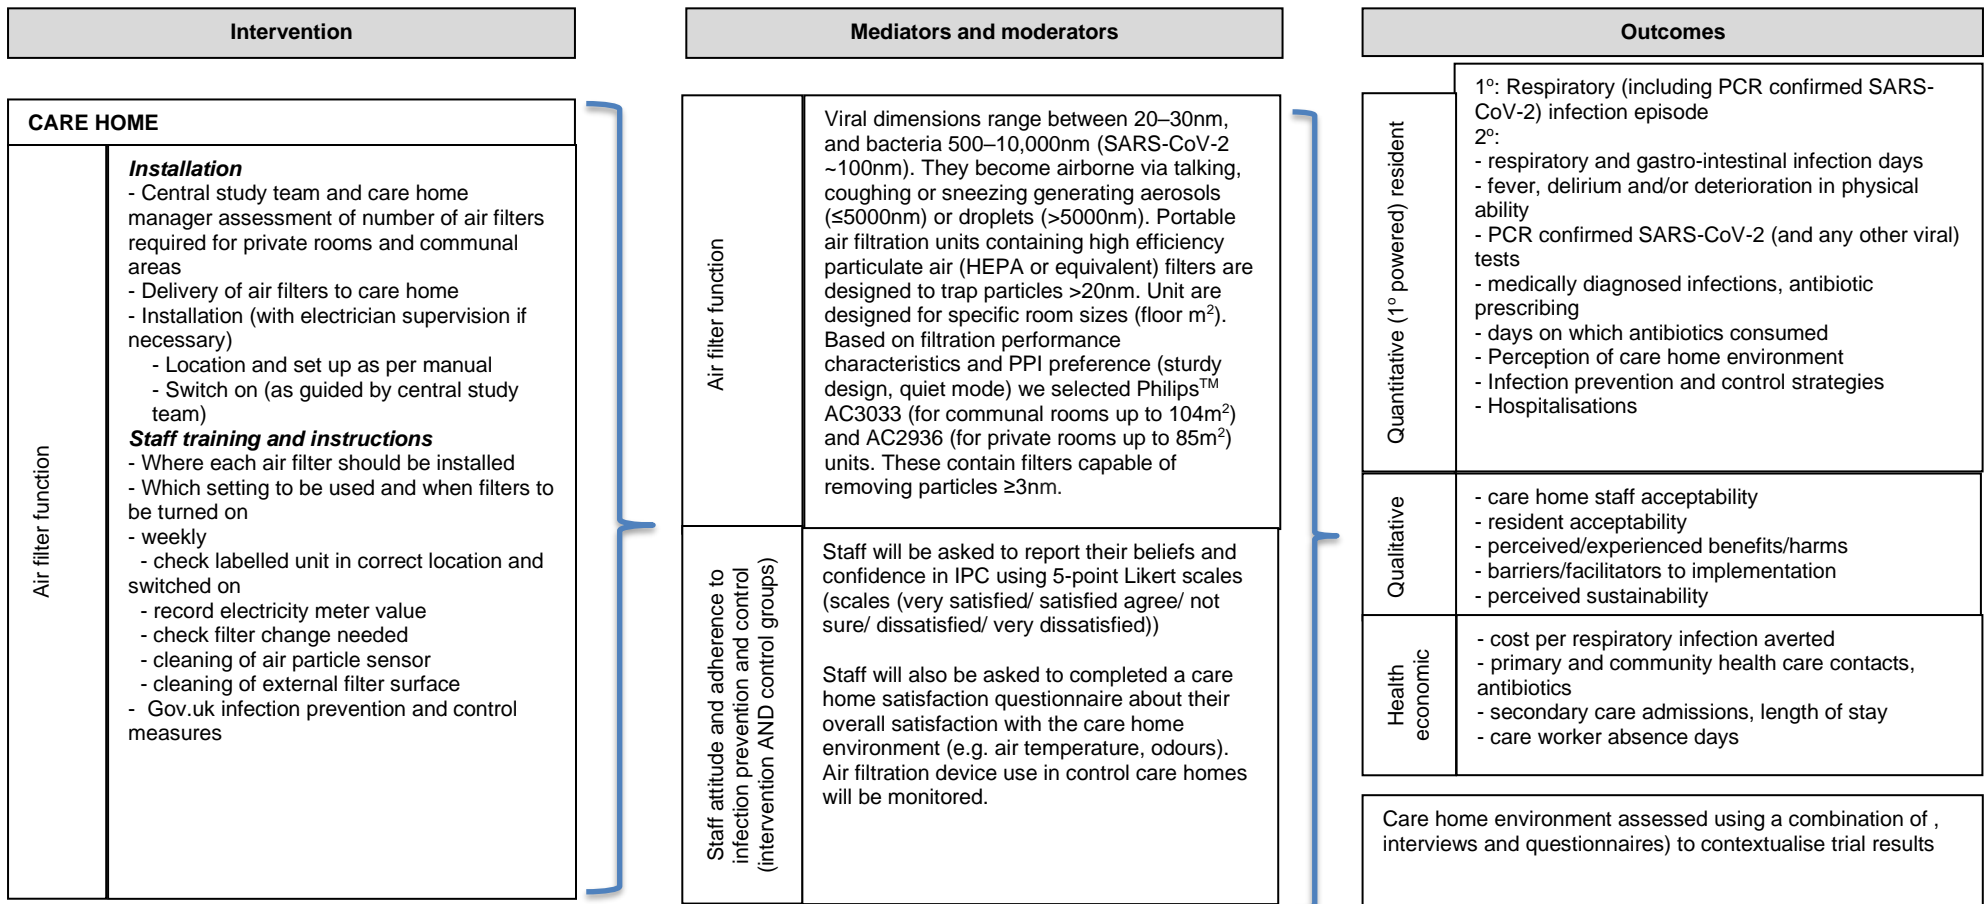 Intervention
CARE HOME
Air filter function
Installation
- Central study team and care home
manager assessment of number of air filters
required for private rooms and communal
areas
- Delivery of air filters to care home
- Installation (with electrician supervision if
necessary)
- Location and set up as per manual
- Switch on (as guided by central study
team)
Staff training and instructions
- Where each air filter should be installed
- Which setting to be used and when filters to
be turned on
- weekly
- check labelled unit in correct location and
switched on
- record electricity meter value
- check filter change needed
- cleaning of air particle sensor
- cleaning of external filter surface
- Gov.uk infection prevention and control
measures
Mediators and moderators
Air filter function
Viral dimensions range between 20–30nm,
and bacteria 500–10,000nm (SARS-CoV-2
~100nm). They become airborne via talking,
coughing or sneezing generating aerosols
(≤5000nm) or droplets (>5000nm). Portable
air filtration units containing high efficiency
particulate air (HEPA or equivalent) filters are
designed to trap particles >20nm. Unit are
designed for specific room sizes (floor m²).
Based on filtration performance
characteristics and PPI preference (sturdy
design, quiet mode) we selected Philips™
AC3033 (for communal rooms up to 104m²)
and AC2936 (for private rooms up to 85m²)
units. These contain filters capable of
removing particles ≥3nm.
Staff attitude and adherence to
infection prevention and control
(intervention AND control groups)
Staff will be asked to report their beliefs and
confidence in IPC using 5-point Likert scales
(scales (very satisfied/ satisfied agree/ not
sure/ dissatisfied/ very dissatisfied))
Staff will also be asked to completed a care
home satisfaction questionnaire about their
overall satisfaction with the care home
environment (e.g. air temperature, odours).
Air filtration device use in control care homes
will be monitored.
Outcomes
Quantitative (1º powered) resident
1º: Respiratory (including PCR confirmed SARS-
CoV-2) infection episode
2º:
- respiratory and gastro-intestinal infection days
- fever, delirium and/or deterioration in physical
ability
- PCR confirmed SARS-CoV-2 (and any other viral)
tests
- medically diagnosed infections, antibiotic
prescribing
- days on which antibiotics consumed
- Perception of care home environment
- Infection prevention and control strategies
- Hospitalisations
Qualitative
- care home staff acceptability
- resident acceptability
- perceived/experienced benefits/harms
- barriers/facilitators to implementation
- perceived sustainability
Health
economic
- cost per respiratory infection averted
- primary and community health care contacts,
antibiotics
- secondary care admissions, length of stay
- care worker absence days
Care home environment assessed using a combination of ,
interviews and questionnaires) to contextualise trial results